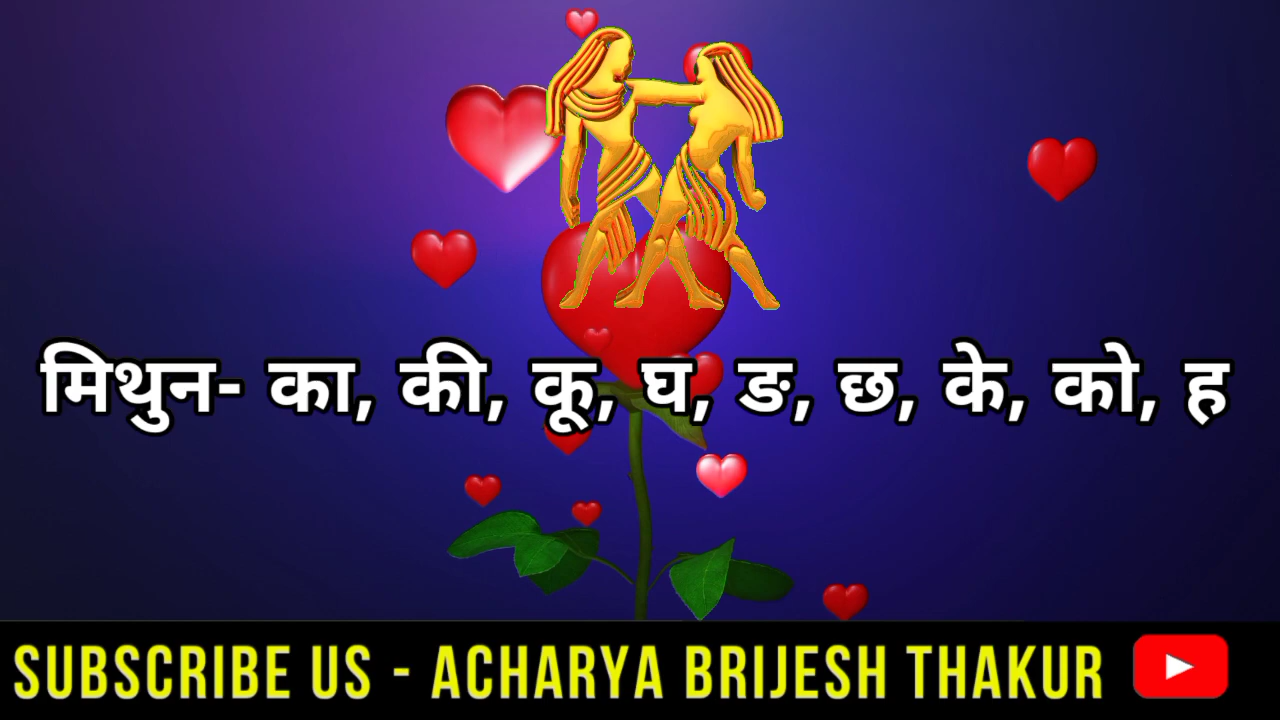 मिथुन- का, की, कू, घ, ङ, छ, के, को, ह
SUBSCRIBE US - ACHARYA BRIJESH THAKUR